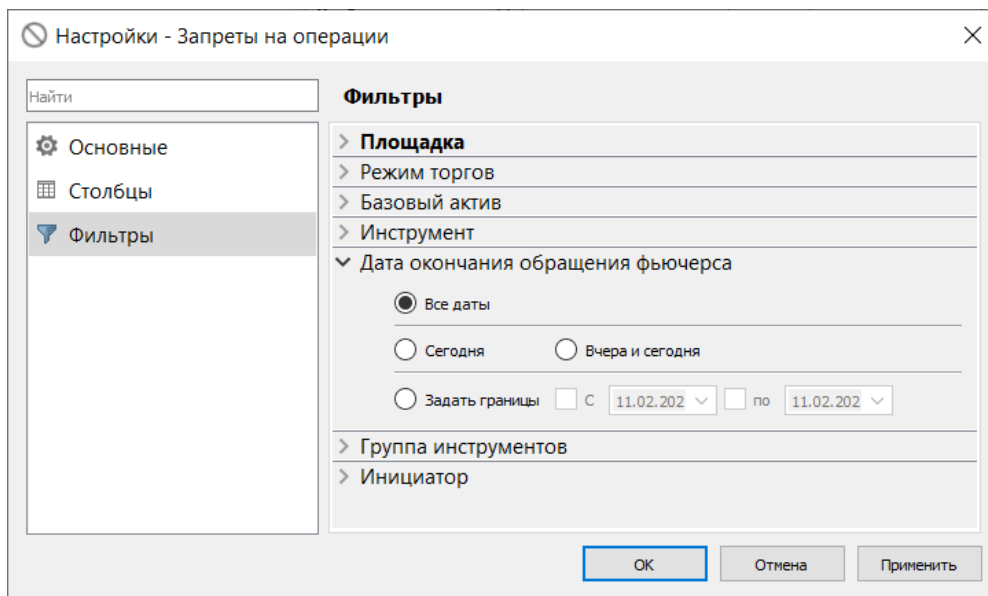 Настройки - Запреты на операции
Найти
Основные
Столбцы
Фильтры
Фильтры
Площадка
Режим торгов
Базовый актив
Инструмент
Дата окончания обращения фьючерса
Все даты
Сегодня Вчера и сегодня
Задать границы С 11.02.202 по 11.02.202
Группа инструментов
Инициатор
OK Отмена Применить